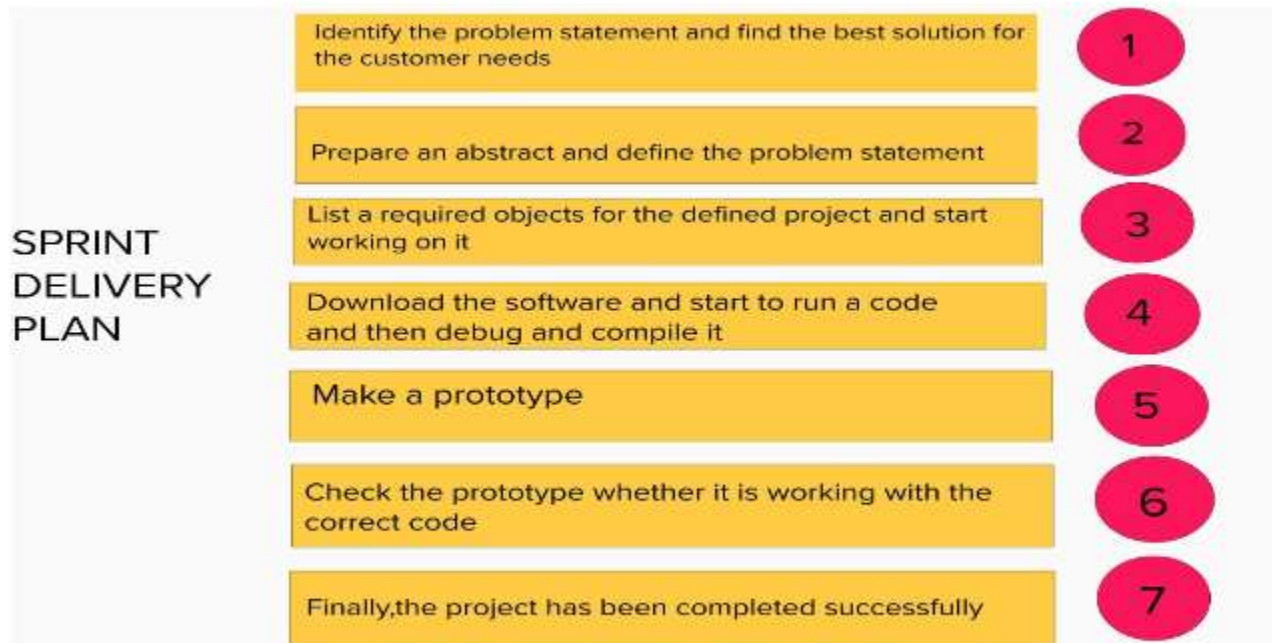 SPRINT
DELIVERY
PLAN
Identify the problem statement and find the best solution for
the customer needs
1
Prepare an abstract and define the problem statement
2
List a required objects for the defined project and start
working on it
3
Download the software and start to run a code
and then debug and compile it
4
Make a prototype
5
Check the prototype whether it is working with the
correct code
6
Finally,the project has been completed successfully
7